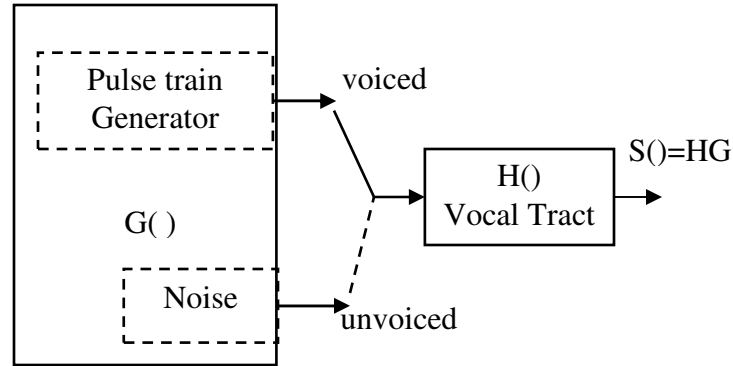 Pulse train
Generator
voiced
H()
Vocal Tract
S()=HG
G( )
Noise
unvoiced